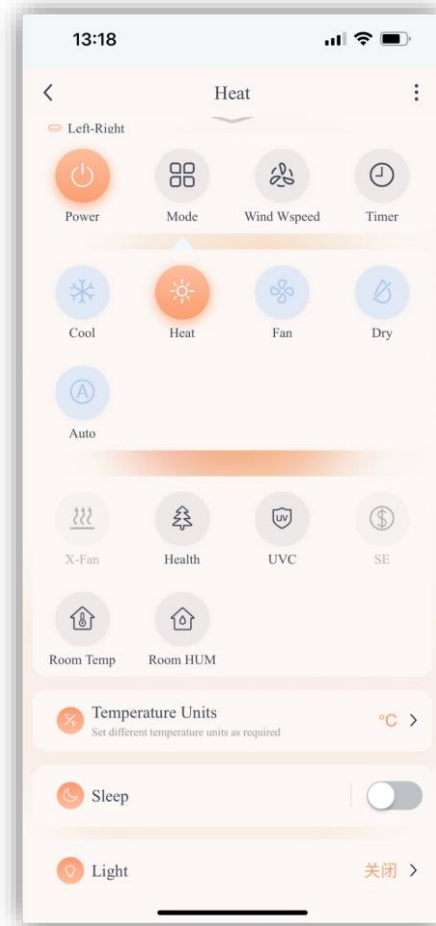 13:18
Heat
Left-Right
Power Mode Wind Wspeed Timer
Cool Heat Fan Dry
A
Auto
UV $
X-Fan Health UVC SE
Room Temp Room HUM
Temperature Units °C
Set different temperature units as required
Sleep
Light 关闭